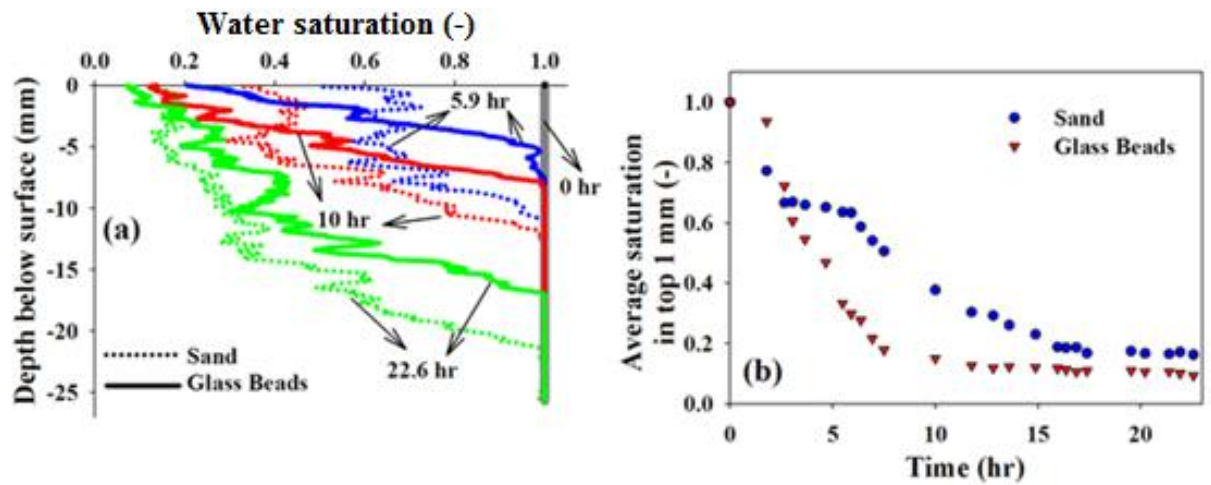 Water saturation (-)
0.0 0.2 0.4 0.6 0.8 1.0
Depth below surface (mm)
0
-5
-10
-15
-20
-25
5.9 hr
0 hr
10 hr
(a)
22.6 hr
Sand
Glass Beads
Average saturation
in top 1 mm (-)
1.0
0.8
0.6
0.4
0.2
0.0
Sand
Glass Beads
(b)
0 5 10 15 20
Time (hr)